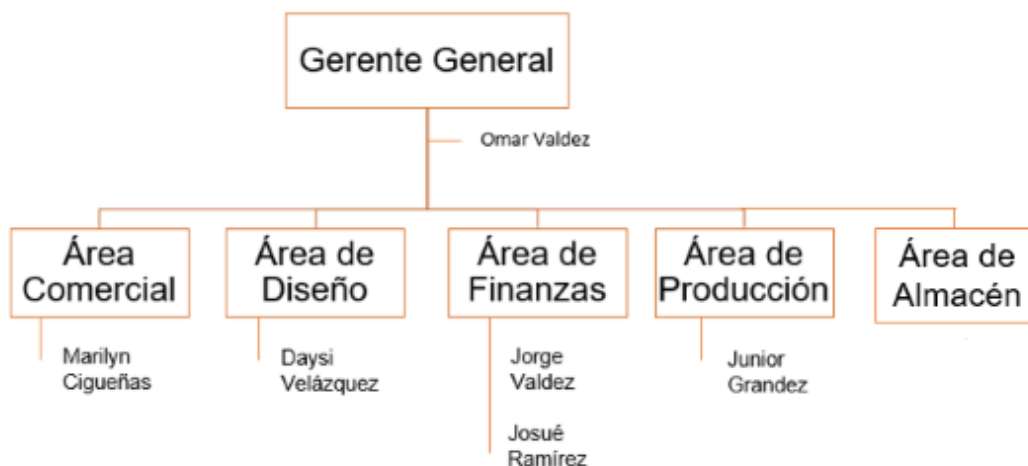 Gerente General
Omar Valdez
Área
Comercial
Área de
Diseño
Área de
Finanzas
Área de
Producción
Área de
Almacén
Marilyn
Cigueñas
Daysi
Velázquez
Jorge
Valdez
Junior
Grandez
Josué
Ramírez